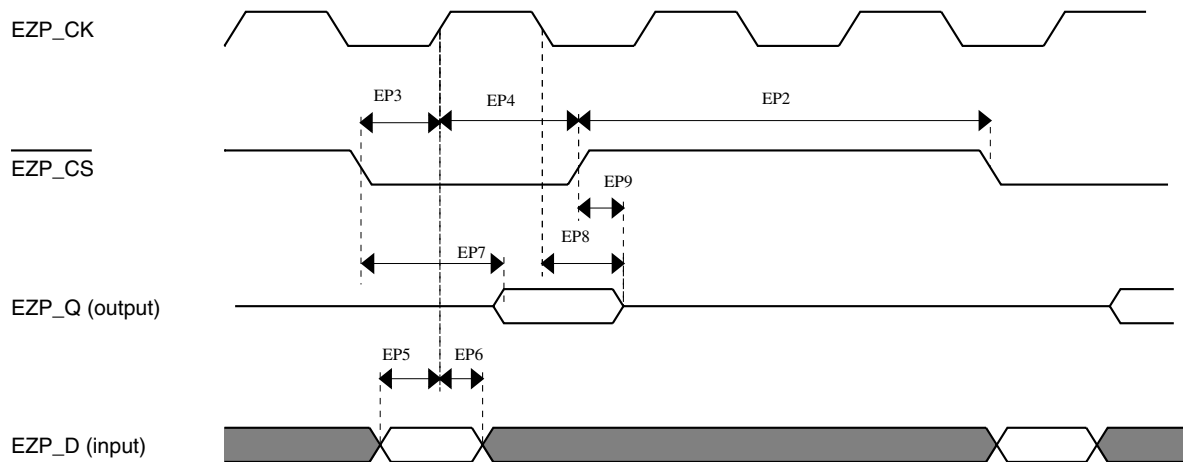 EZP_CK
EP3
EP4
EP2
EZP_CS
EP9
EP8
EP7
EZP_Q (output)
EP5
EP6
EZP_D (input)